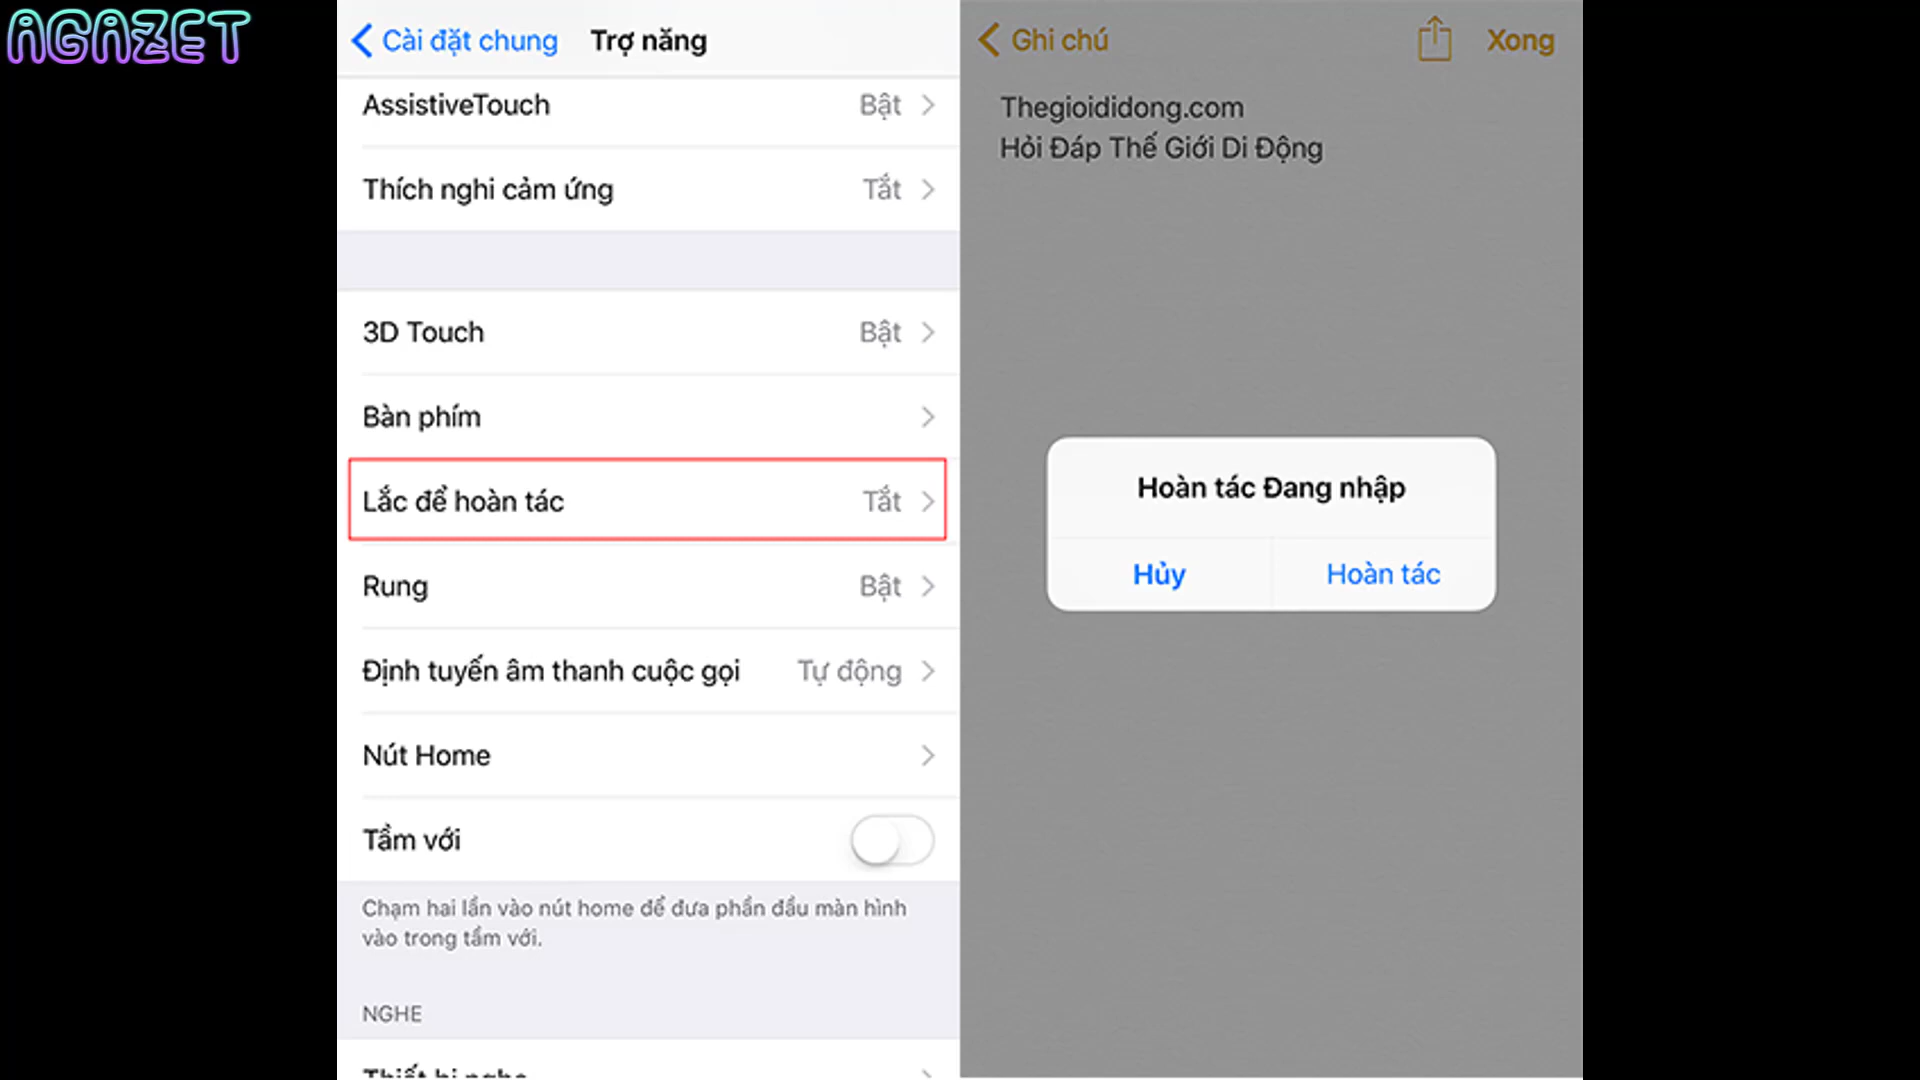 AGAZET
Cài đặt chung
Trợ năng
AssistiveTouch
Bật
Thích nghi cảm ứng
Tắt
3D Touch
Bật
Bàn phím
Lắc để hoàn tác
Tắt
Rung
Bật
Định tuyến âm thanh cuộc gọi
Tự động
Nút Home
Tầm với
Chạm hai lần vào nút home để đưa phần đầu màn hình
vào trong tầm với.
NGHE
Thiết bị nghe
Ghi chú
Xong
Thegioididong.com
Hỏi Đáp Thế Giới Di Động
Hoàn tác Đang nhập
Hủy
Hoàn tác